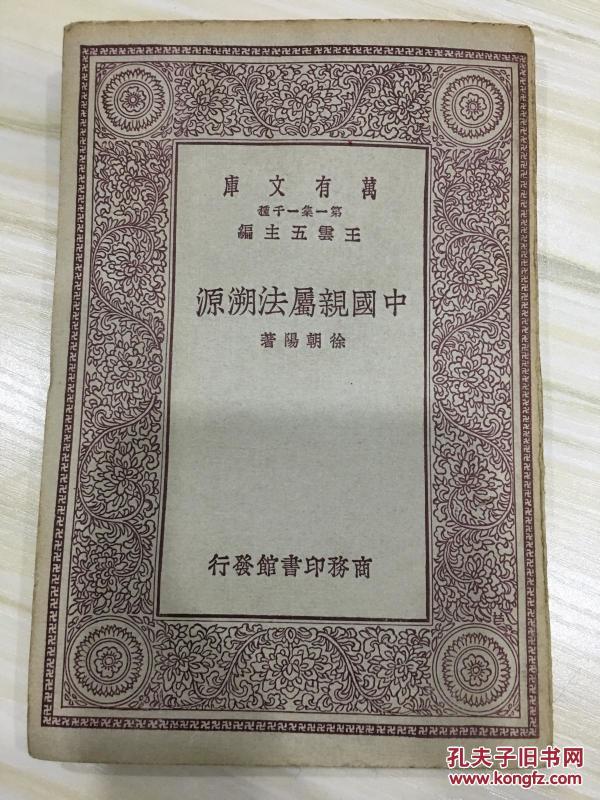 萬有文庫
第一集一千種
王雲五主編
中國親屬法溯源
徐朝陽著
商務印書館發行
孔夫子旧书网
www.kongfz.com